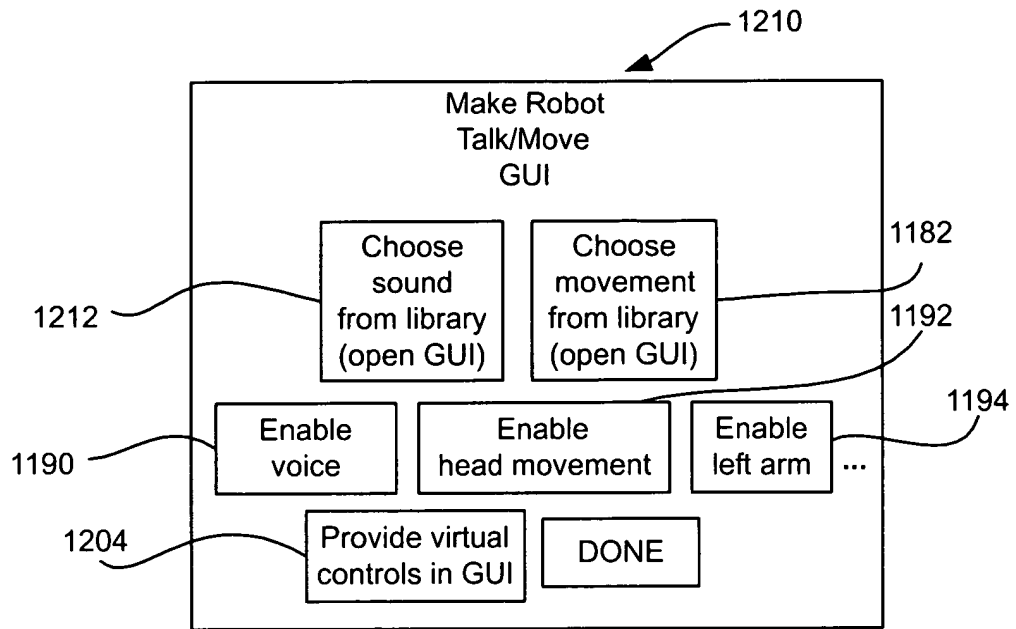 1210
Make Robot
Talk/Move
GUI
Choose
sound
from library
(open GUI)
Choose
movement
from library
(open GUI)
1182
1212
1192
Enable
voice
Enable
head movement
Enable
left arm
...
1194
1190
1204
Provide virtual
controls in GUI
DONE